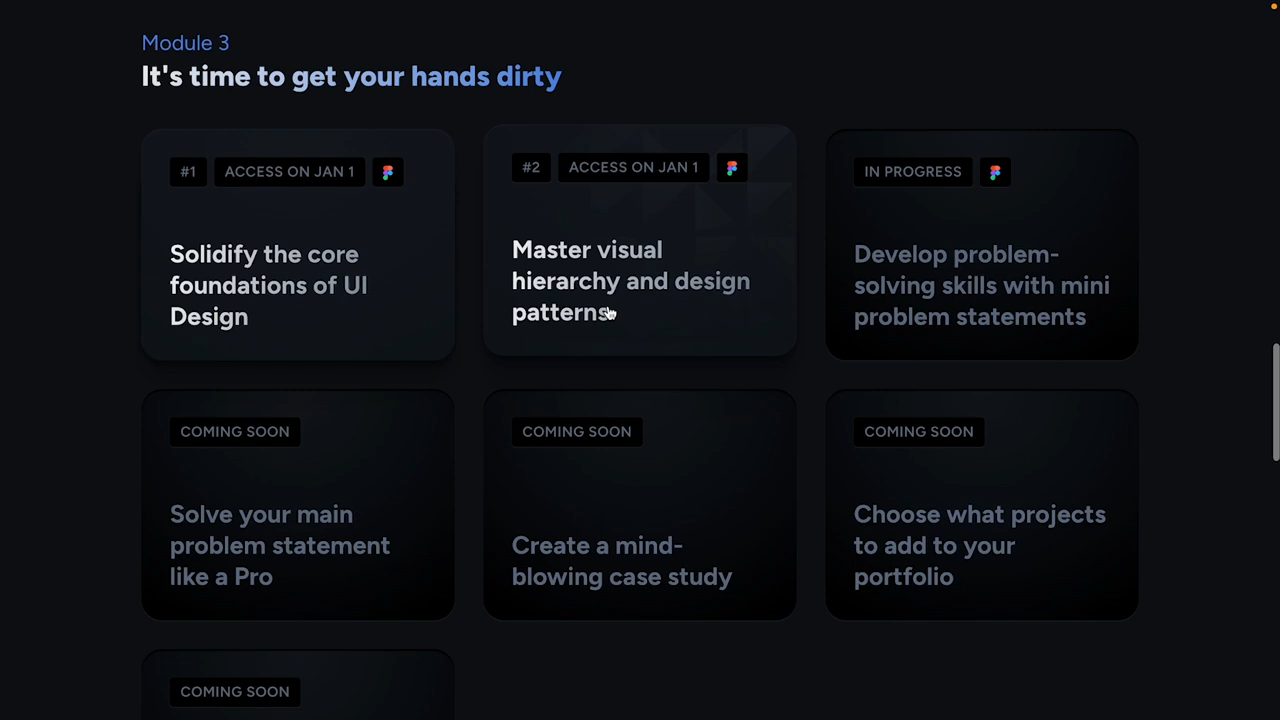 Module 3
It's time to get your hands dirty
#1
ACCESS ON JAN 1
Solidify the core
foundations of UI
Design
#2
ACCESS ON JAN 1
Master visual
hierarchy and design
patterns
IN PROGRESS
Develop problem-
solving skills with mini
problem statements
COMING SOON
Solve your main
problem statement
like a Pro
COMING SOON
Create a mind-
blowing case study
COMING SOON
Choose what projects
to add to your
portfolio
COMING SOON